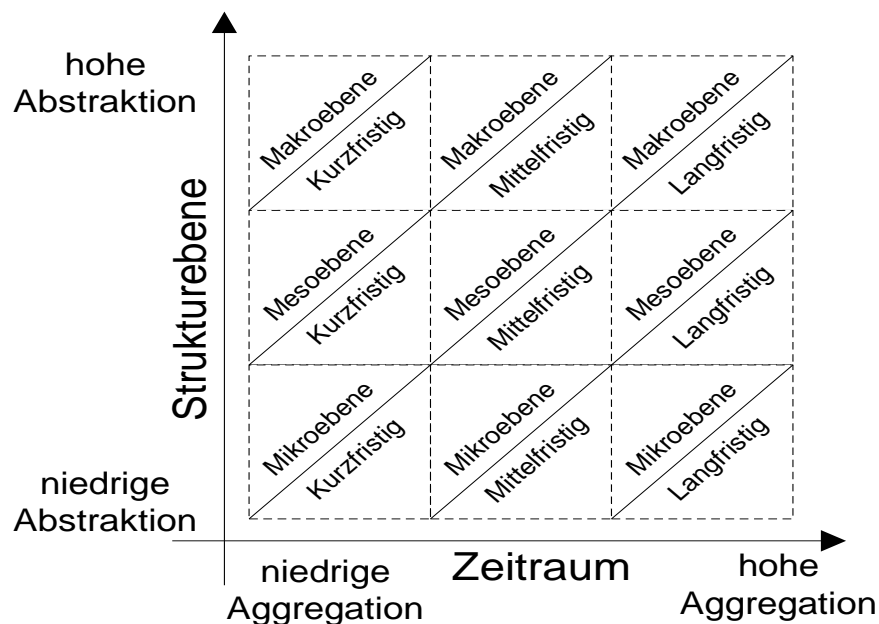 hohe
Abstraktion
Makroebene
Kurzfristig
Makroebene
Mittelfristig
Makroebene
Langfristig
Strukturebene
Mesoebene
Kurzfristig
Mesoebene
Mittelfristig
Mesoebene
Langfristig
Mikroebene
Kurzfristig
Mikroebene
Mittelfristig
Mikroebene
Langfristig
niedrige
Abstraktion
niedrige
Aggregation
Zeitraum
hohe
Aggregation